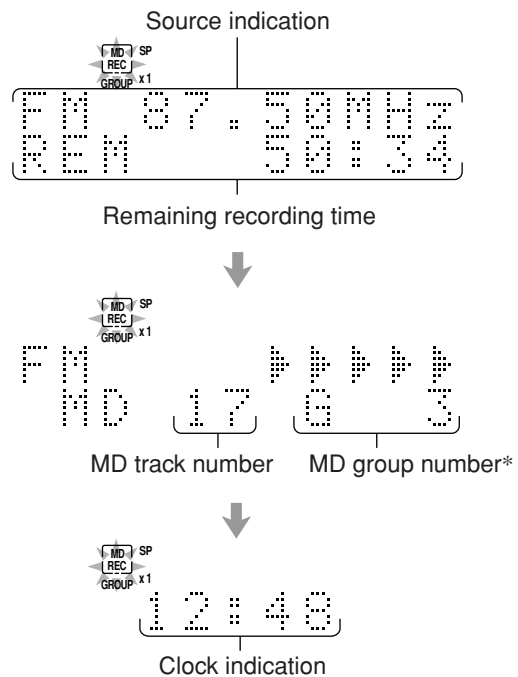 Source indication
MD SP
REC
GROUP x1
FM 87.50MHz
REM 50:34
Remaining recording time
MD SP
REC
GROUP x1
FM
MD 17 G 3
MD track number MD group number*
MD SP
REC
GROUP x1
12:48
Clock indication